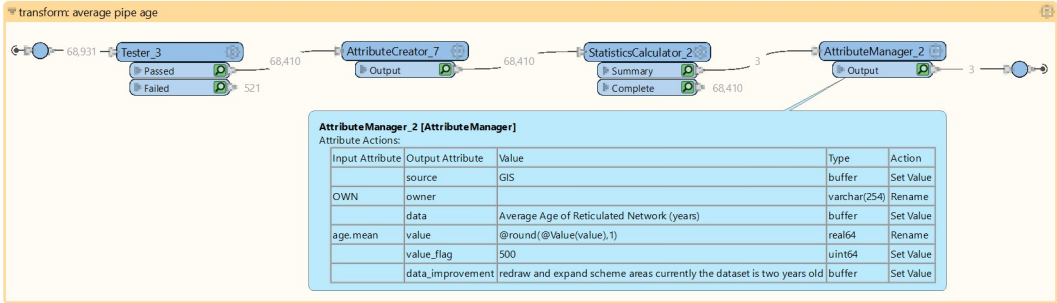 transform: average pipe age
68,931 Tester_3 AttributeCreator_7 StatisticsCalculator_2 AttributeManager_2
Passed 68,410 Output 68,410 Summary 3 Output 3
Failed 521 Complete 68,410
AttributeManager_2 [AttributeManager]
Attribute Actions:
Input Attribute Output Attribute Value Type Action
source GIS buffer Set Value
OWN owner varchar(254) Rename
data Average Age of Reticulated Network (years) buffer Set Value
age.mean value @round(@Value(value),1) real64 Rename
value_flag 500 uint64 Set Value
data_improvement redraw and expand scheme areas currently the dataset is two years old buffer Set Value